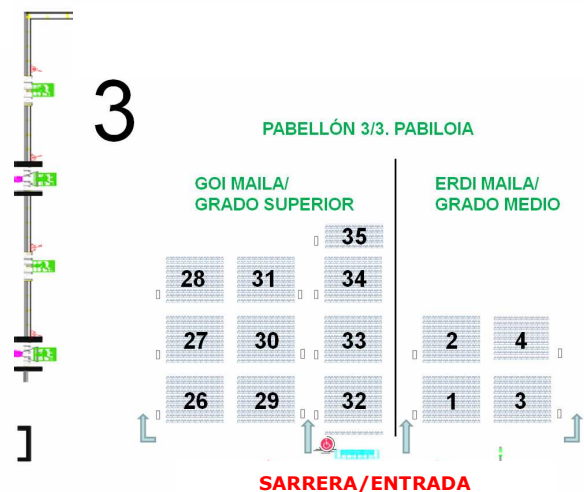 3
PABELLÓN 3/3. PABILOIA
GOI MAILA/
GRADO SUPERIOR
ERDI MAILA/
GRADO MEDIO
35
28 31 34
27 30 33 2 4
26 29 32 1 3
SARRERA/ENTRADA